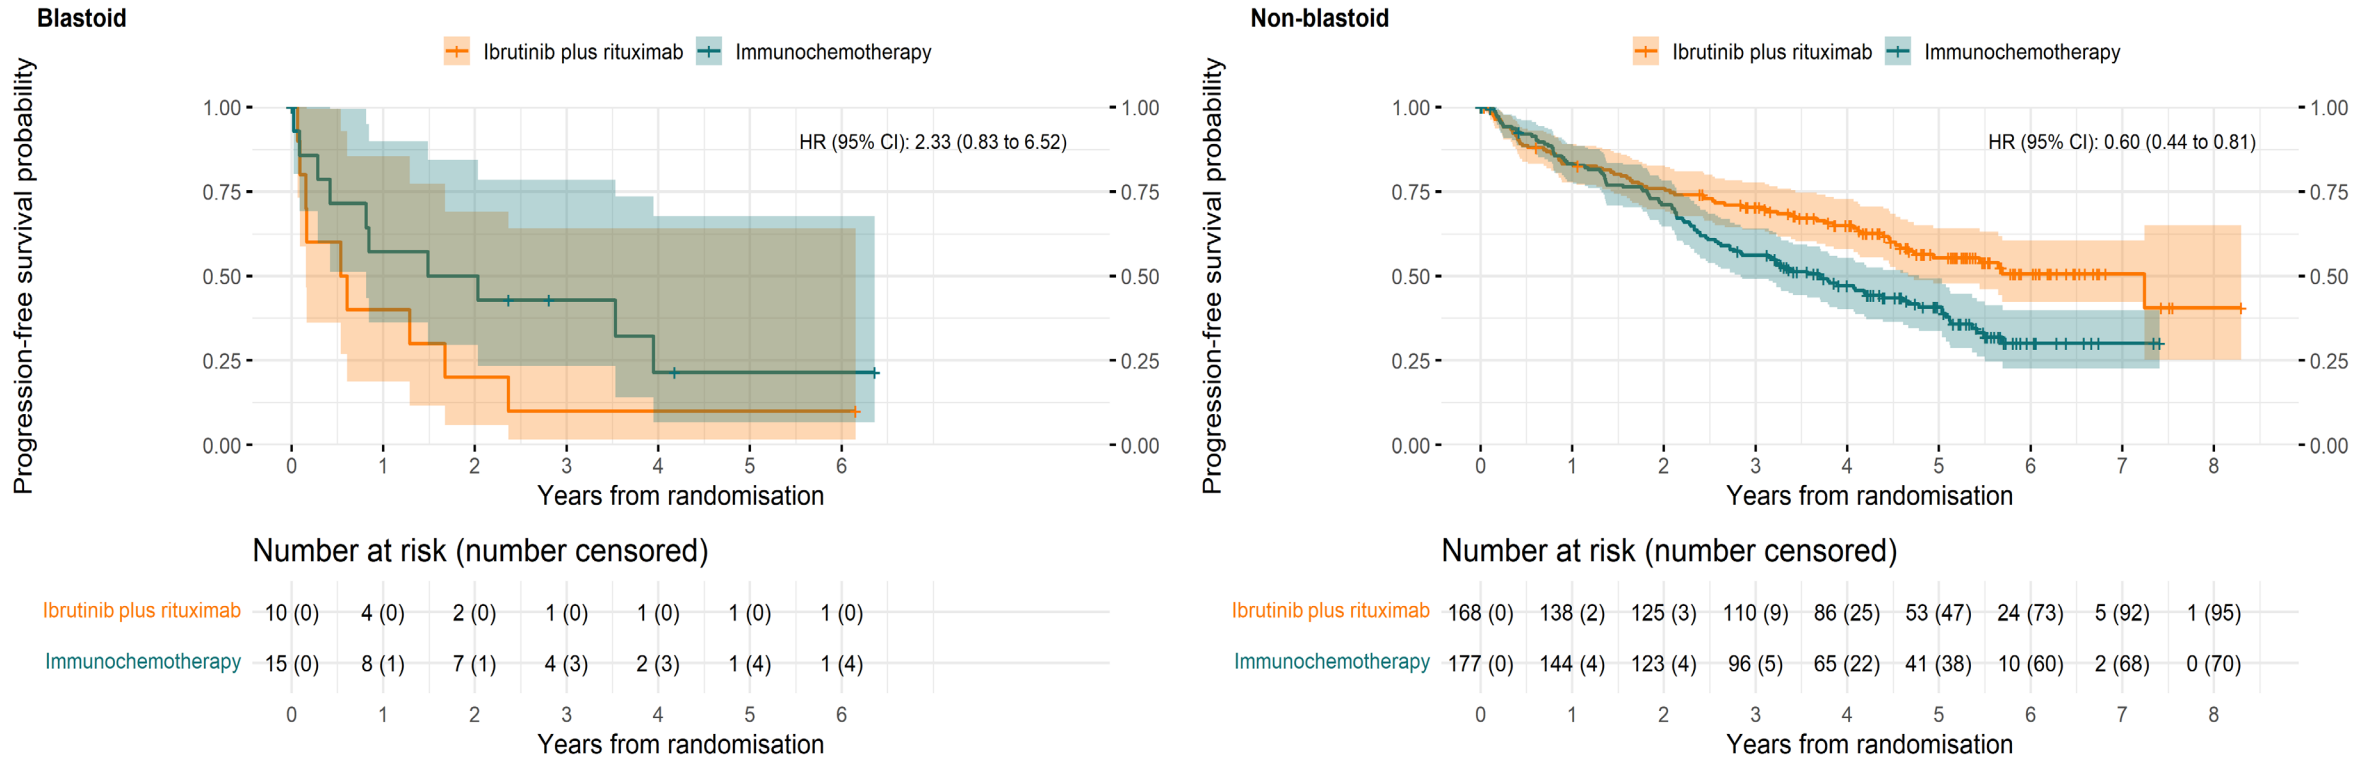 Blastoid
Ibrutinib plus rituximab Immunochemotherapy
Progression-free survival probability
HR (95% CI): 2.33 (0.83 to 6.52)
1.00 1.00
0.75 0.75
0.50 0.50
0.25 0.25
0.00 0.00
0 1 2 3 4 5 6
Years from randomisation
Number at risk (number censored)
Ibrutinib plus rituximab 10 (0) 4 (0) 2 (0) 1 (0) 1 (0) 1 (0) 1 (0)
Immunochemotherapy 15 (0) 8 (1) 7 (1) 4 (3) 2 (3) 1 (4) 1 (4)
0 1 2 3 4 5 6
Years from randomisation
Non-blastoid
Ibrutinib plus rituximab Immunochemotherapy
Progression-free survival probability
HR (95% CI): 0.60 (0.44 to 0.81)
1.00 1.00
0.75 0.75
0.50 0.50
0.25 0.25
0.00 0.00
0 1 2 3 4 5 6 7 8
Years from randomisation
Number at risk (number censored)
Ibrutinib plus rituximab 168 (0) 138 (2) 125 (3) 110 (9) 86 (25) 53 (47) 24 (73) 5 (92) 1 (95)
Immunochemotherapy 177 (0) 144 (4) 123 (4) 96 (5) 65 (22) 41 (38) 10 (60) 2 (68) 0 (70)
0 1 2 3 4 5 6 7 8
Years from randomisation